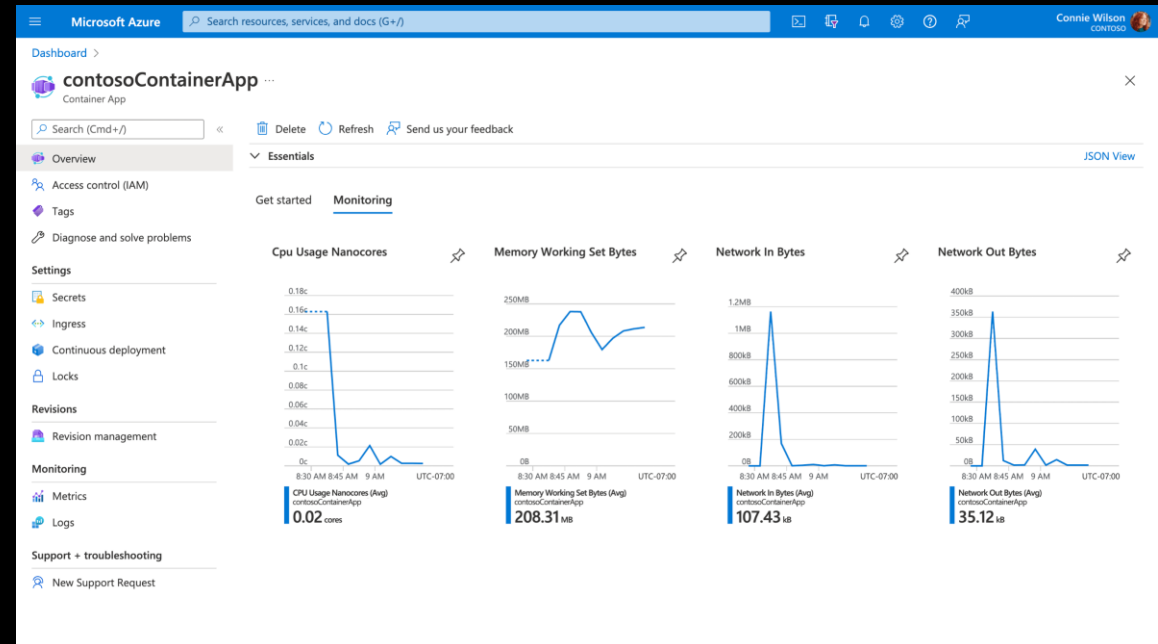 Microsoft Azure
Search resources, services, and docs (G+/)
Connie Wilson
CONTOSO
Dashboard >
contosoContainerApp ...
Container App
Search (Cmd+/)
«
Delete
Refresh
Send us your feedback
Essentials
JSON View
Overview
Access control (IAM)
Tags
Diagnose and solve problems
Settings
Secrets
Ingress
Continuous deployment
Locks
Revisions
Revision management
Monitoring
Metrics
Logs
Support + troubleshooting
New Support Request
Get started
Monitoring
Cpu Usage Nanocores
0.18c
0.16c
0.14c
0.12c
0.1c
0.08c
0.06c
0.04c
0.02c
0c
8:30 AM 8:45 AM 9 AM UTC-07:00
CPU Usage Nanocores (Avg)
contosoContainerApp
0.02 cores
Memory Working Set Bytes
250MB
200MB
150MB
100MB
50MB
0B
8:30 AM 8:45 AM 9 AM UTC-07:00
Memory Working Set Bytes (Avg)
contosoContainerApp
208.31 MB
Network In Bytes
1.2MB
1MB
800kB
600kB
400kB
200kB
0B
8:30 AM 8:45 AM 9 AM UTC-07:00
Network In Bytes (Avg)
contosoContainerApp
107.43 kB
Network Out Bytes
400kB
350kB
300kB
250kB
200kB
150kB
100kB
50kB
0B
8:30 AM 8:45 AM 9 AM UTC-07:00
Network Out Bytes (Avg)
contosoContainerApp
35.12 kB